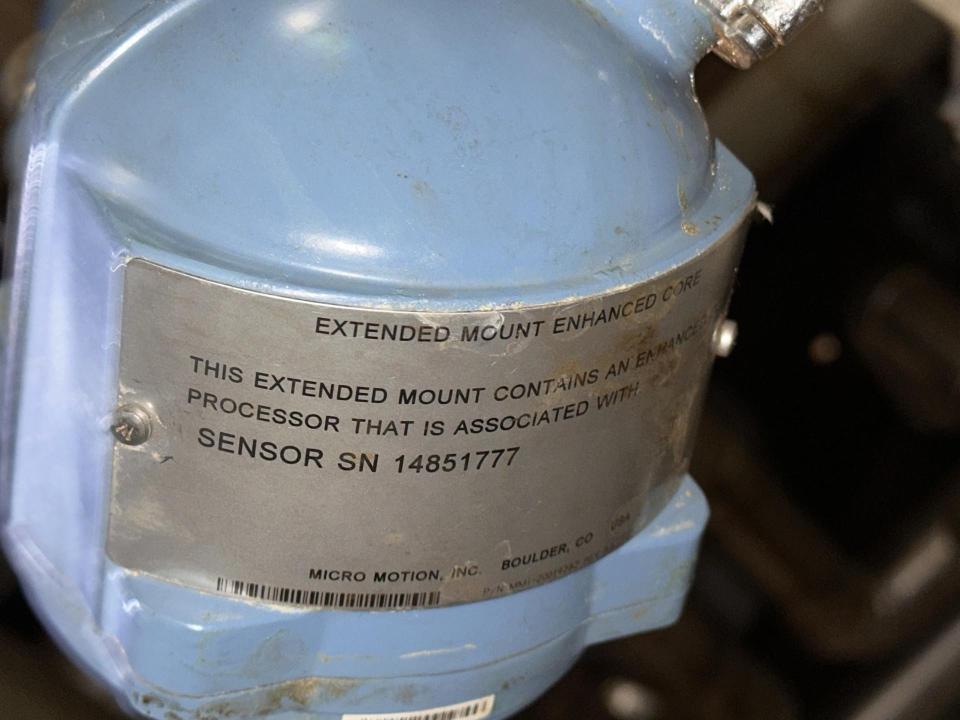 EXTENDED MOUNT ENHANCED CORE
THIS EXTENDED MOUNT CONTAINS AN ENHANCED
PROCESSOR THAT IS ASSOCIATED WITH
SENSOR SN 14851777
MICRO MOTION, INC. BOULDER, CO USA